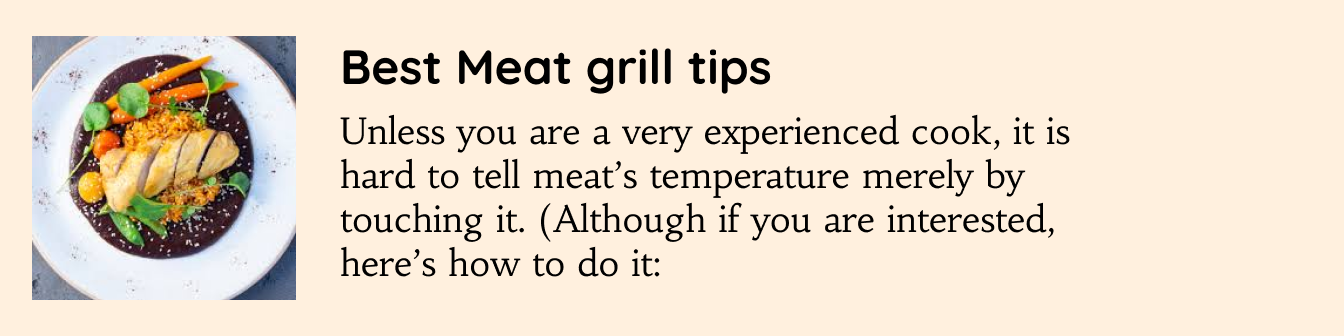 Best Meat grill tips
Unless you are a very experienced cook, it is
hard to tell meat’s temperature merely by
touching it. (Although if you are interested,
here’s how to do it: